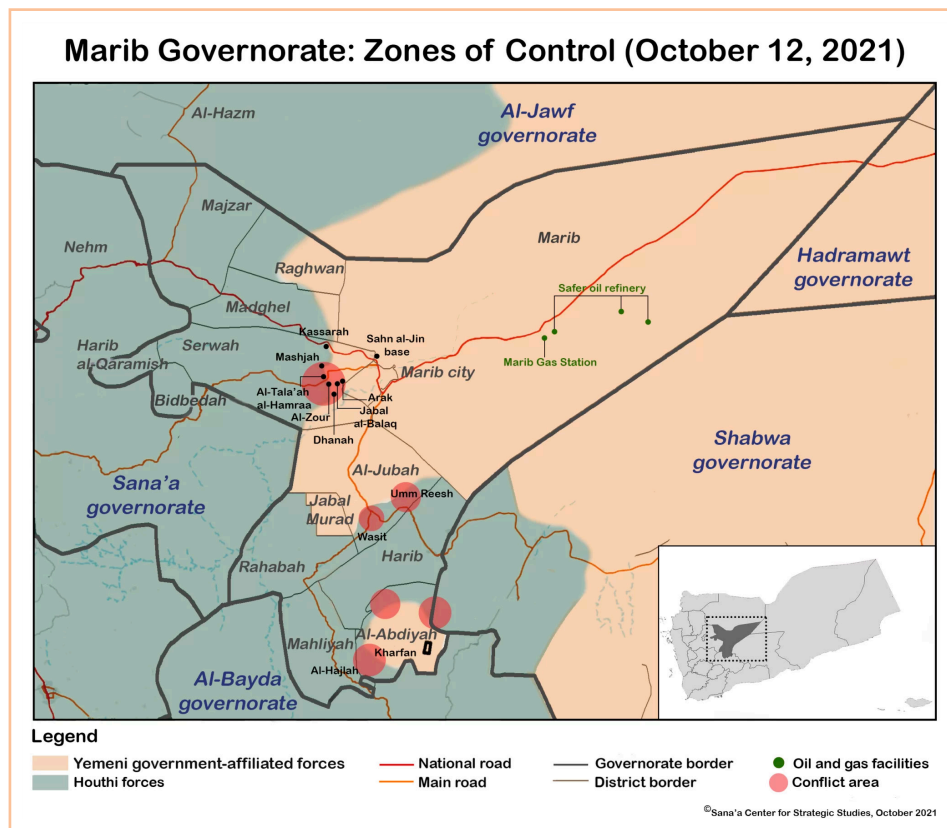 Marib Governorate: Zones of Control (October 12, 2021)
Al-Hazm
Al-Jawf
governorate
Majzar
Nehm
Marib
Raghwan
Hadramawt
governorate
Safer oil refinery
Madghel
Kassarah
Sahn al-Jin
base
Harib
al-Qaramish
Serwah
Mashjah
Marib Gas Station
Marib city
Bidbedah
Al-Tala'ah
al-Hamraa
Arak
Al-Zour
Jabal
al-Balaq
Dhanah
Shabwa
governorate
Al-Jubah
Sana'a
governorate
Jabal
Murad
Umm Reesh
Wasit
Rahabah
Harib
Mahliyah
Al-Abdiyah
Kharfan
Al-Hajlah
Al-Bayda
governorate
Legend
Yemeni government-affiliated forces
National road
Governorate border
Oil and gas facilities
Houthi forces
Main road
District border
Conflict area
©Sana'a Center for Strategic Studies, October 2021